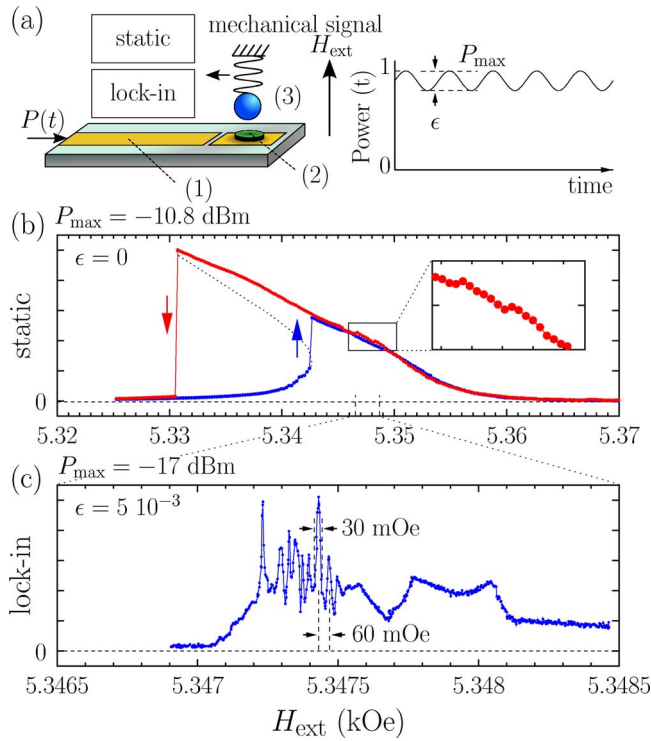 (a)
mechanical signal
static
lock-in
H_ext
(3)
P(t)
(2)
(1)
Power (t)
1
0
P_max
ϵ
time
P_max = −10.8 dBm
(b)
ϵ = 0
static
0
5.32 5.33 5.34 5.35 5.36 5.37
P_max = −17 dBm
(c)
ϵ = 5 10^−3
lock-in
30 mOe
60 mOe
0
5.3465 5.347 5.3475 5.348 5.3485
H_ext (kOe)